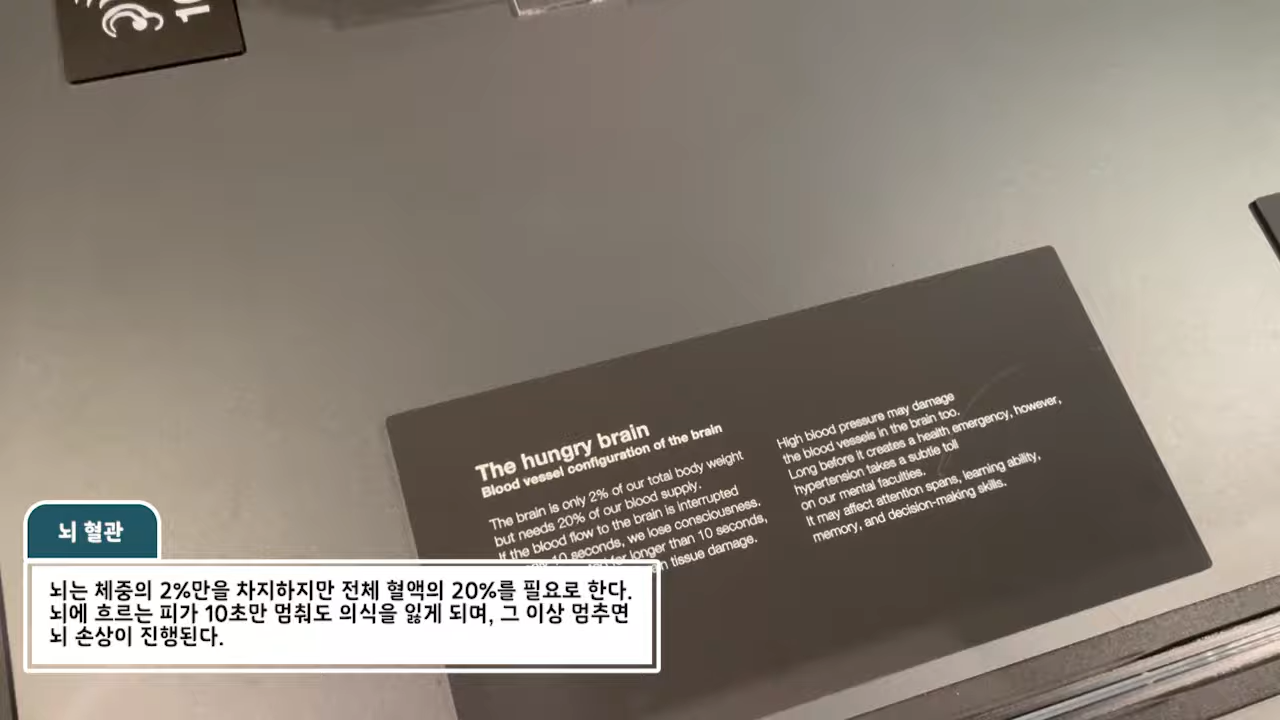 10
The hungry brain
Blood vessel configuration of the brain
The brain is only 2% of our total body weight
but needs 20% of our blood supply.
If the blood flow to the brain is interrupted
10 seconds, we lose consciousness.
for longer than 10 seconds,
tissue damage.
High blood pressure may damage
the blood vessels in the brain too.
Long before it creates a health emergency, however,
hypertension takes a subtle toll
on our mental faculties.
It may affect attention spans, learning ability,
memory, and decision-making skills.
뇌 혈관
뇌는 체중의 2%만을 차지하지만 전체 혈액의 20%를 필요로 한다.
뇌에 흐르는 피가 10초만 멈춰도 의식을 잃게 되며, 그 이상 멈추면
뇌 손상이 진행된다.